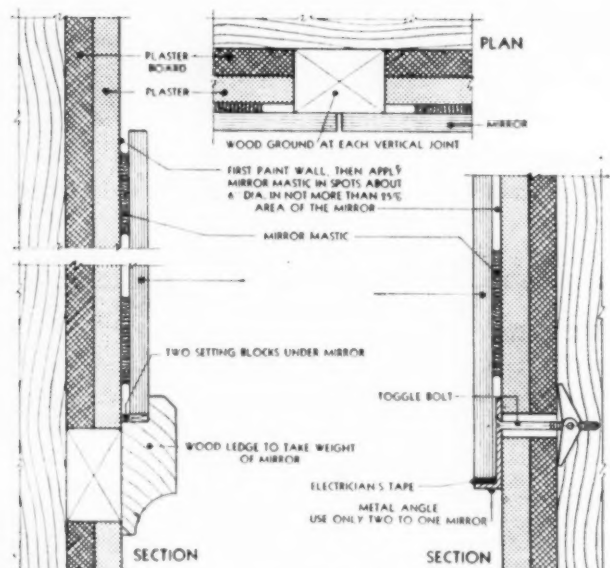 PLAN
PLASTER
BOARD
PLASTER
MIRROR
WOOD GROUND AT EACH VERTICAL JOINT
FIRST PAINT WALL, THEN APPLY
MIRROR MASTIC IN SPOTS ABOUT
6" DIA. IN NOT MORE THAN 25%
AREA OF THE MIRROR
MIRROR MASTIC
TWO SETTING BLOCKS UNDER MIRROR
TOGGLE BOLT
WOOD LEDGE TO TAKE WEIGHT
OF MIRROR
ELECTRICIAN'S TAPE
METAL ANGLE
USE ONLY TWO TO ONE MIRROR
SECTION
SECTION